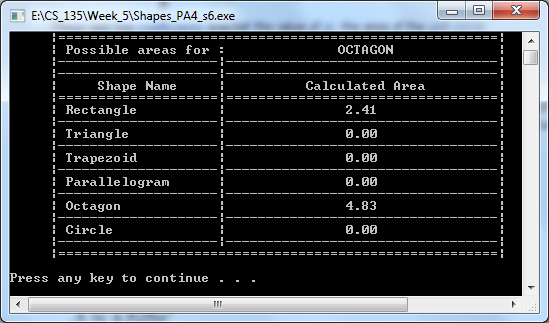 E:\CS_135\Week_5\Shapes_PA4_s6.exe
Possible areas for : OCTAGON
Shape Name Calculated Area
Rectangle 2.41
Triangle 0.00
Trapezoid 0.00
Parallelogram 0.00
Octagon 4.83
Circle 0.00
Press any key to continue . . .